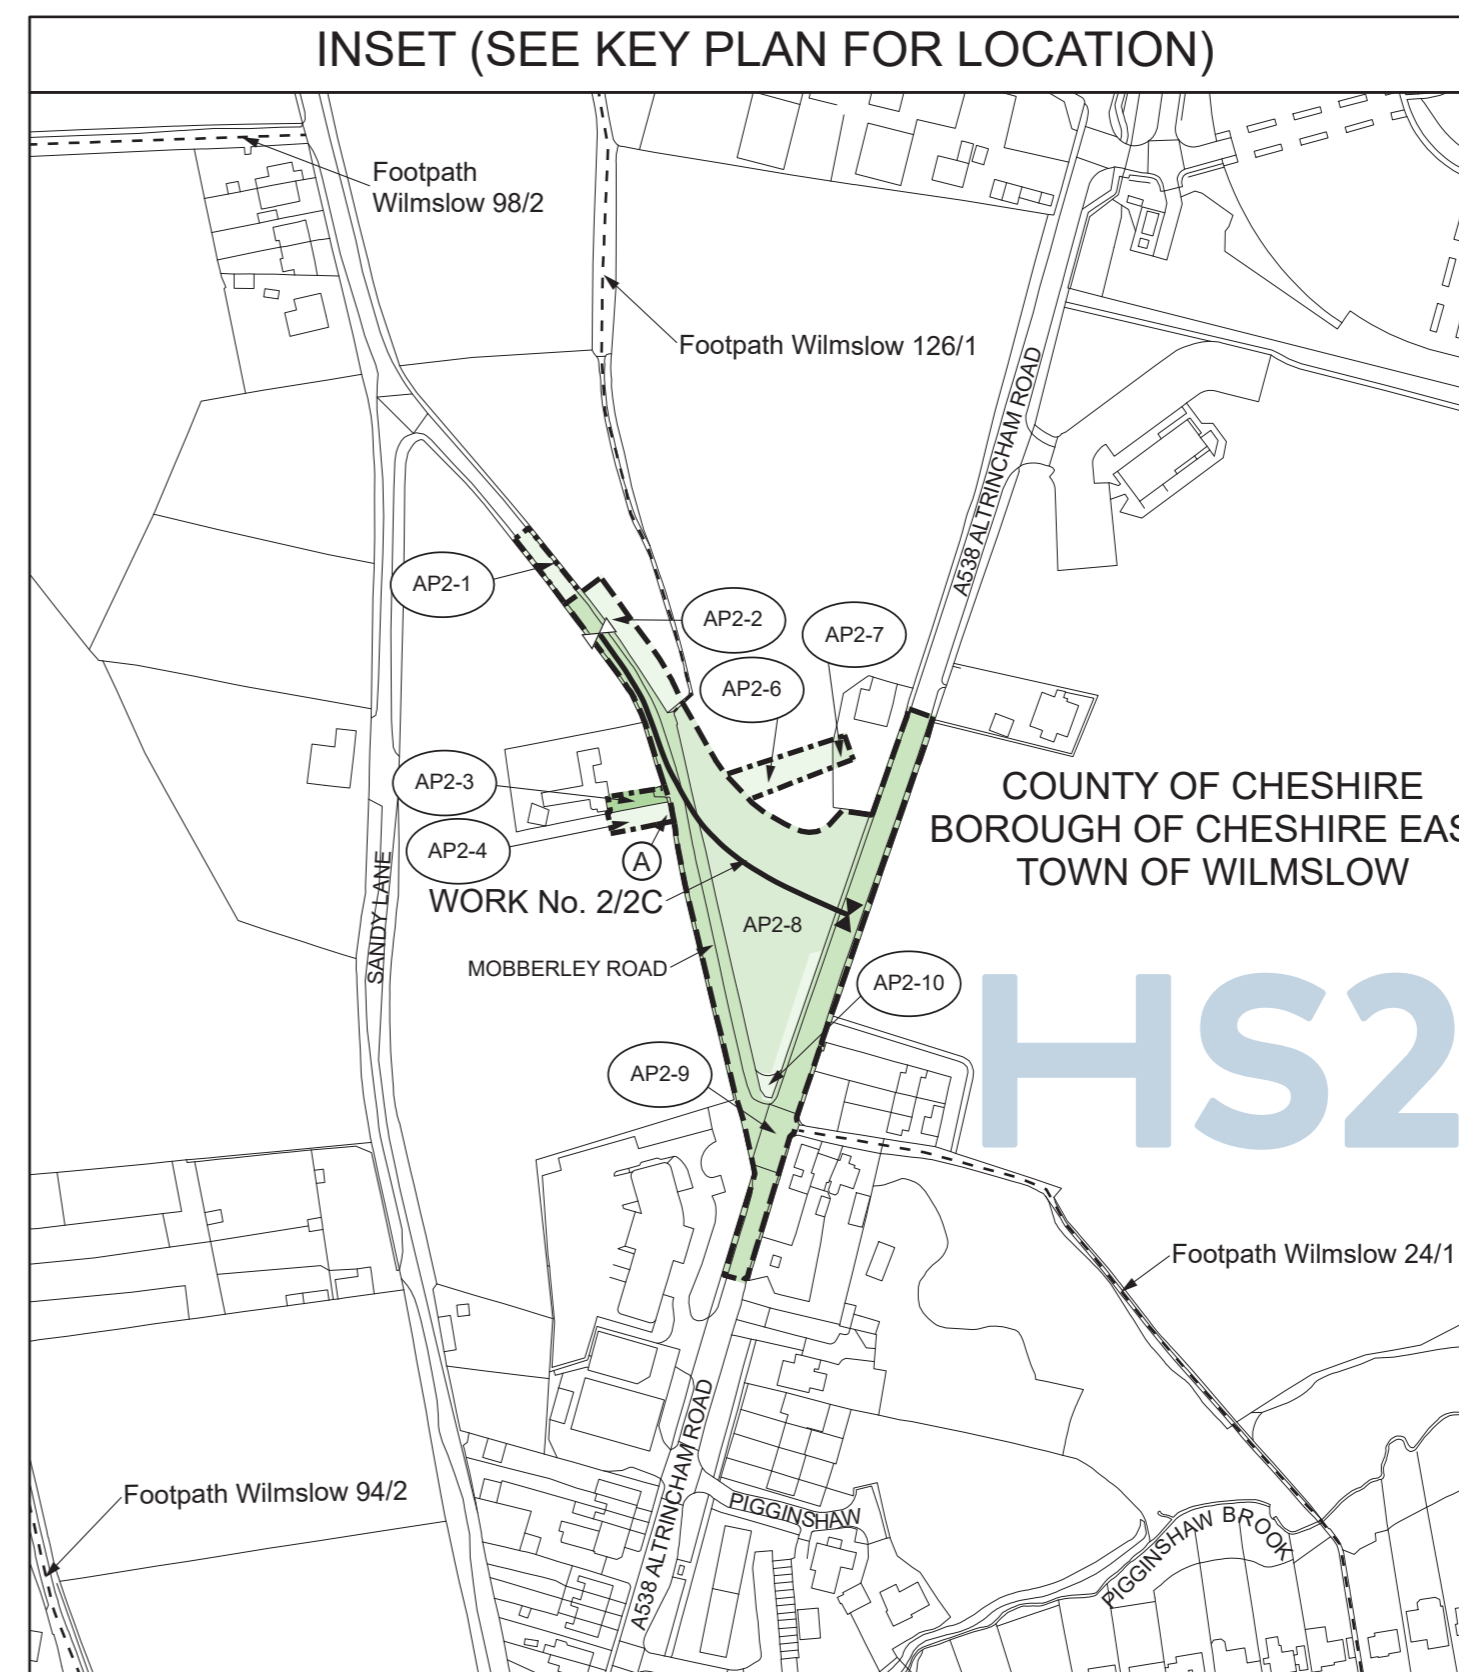 INSET (SEE KEY PLAN FOR LOCATION)
Footpath
Wilmslow 98/2
Footpath Wilmslow 126/1
A538 ALTRINCHAM ROAD
AP2-1
AP2-2
AP2-7
AP2-6
AP2-3
AP2-4
A
WORK No. 2/2C
COUNTY OF CHESHIRE
BOROUGH OF CHESHIRE EAS
TOWN OF WILMSLOW
SANDY LANE
AP2-8
MOBBERLEY ROAD
AP2-10
HS2
AP2-9
Footpath Wilmslow 24/1
A538 ALTRINCHAM ROAD
Footpath Wilmslow 94/2
PIGGINSHAW
PIGGINSHAW BROOK